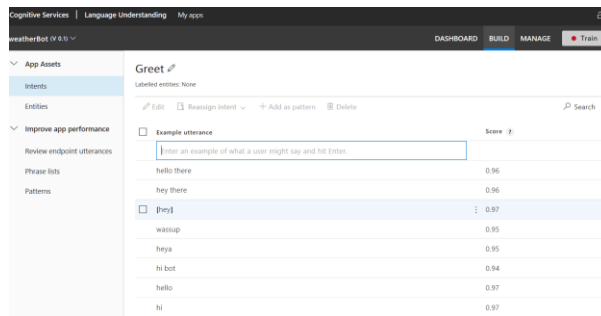 Cognitive Services | Language Understanding My apps
weatherBot (V 0.1)
DASHBOARD BUILD MANAGE Train
App Assets
Intents
Entities
Improve app performance
Review endpoint utterances
Phrase lists
Patterns
Greet
Labelled entities: None
Edit Reassign intent Add as pattern Delete Search
Example utterance Score ?
Enter an example of what a user might say and hit Enter.
hello there 0.96
hey there 0.96
[hey] 0.97
wassup 0.95
heya 0.95
hi bot 0.94
hello 0.97
hi 0.97